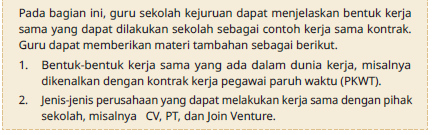 Pada bagian ini, guru sekolah kejuruan dapat menjelaskan bentuk kerja
sama yang dapat dilakukan sekolah sebagai contoh kerja sama kontrak.
Guru dapat memberikan materi tambahan sebagai berikut.
1. Bentuk-bentuk kerja sama yang ada dalam dunia kerja, misalnya
dikenalkan dengan kontrak kerja pegawai paruh waktu (PKWT).
2. Jenis-jenis perusahaan yang dapat melakukan kerja sama dengan pihak
sekolah, misalnya CV, PT, dan Join Venture.